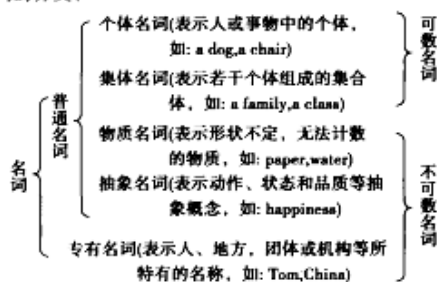 个体名词(表示人或事物中的个体,
如: a dog,a chair)
集体名词(表示若干个体组成的集合
体, 如: a family,a class)
物质名词(表示形状不定, 无法计数
的物质, 如: paper,water)
抽象名词(表示动作、状态和品质等抽
象概念, 如: happiness)
专有名词(表示人、地方, 团体或机构等所
特有的名称, 如: Tom,China)
名词
普通名词
可数名词
不可数名词